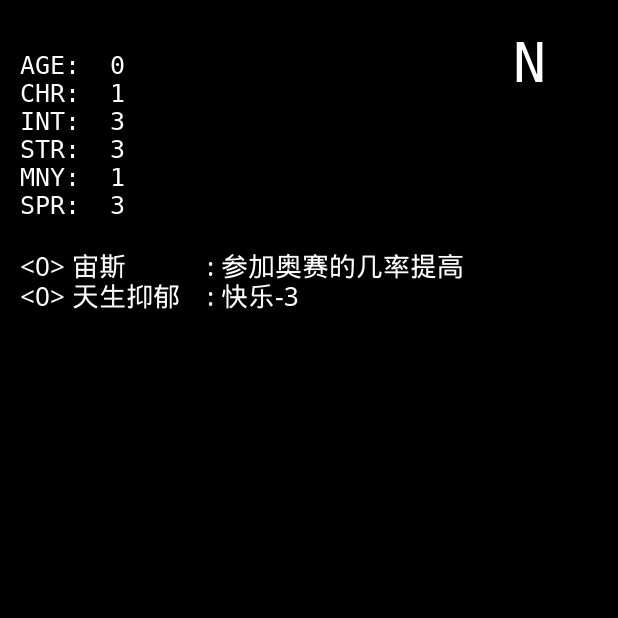 N
AGE: 0
CHR: 1
INT: 3
STR: 3
MNY: 1
SPR: 3
<0> 宙斯 : 参加奥赛的几率提高
<0> 天生抑郁 : 快乐-3